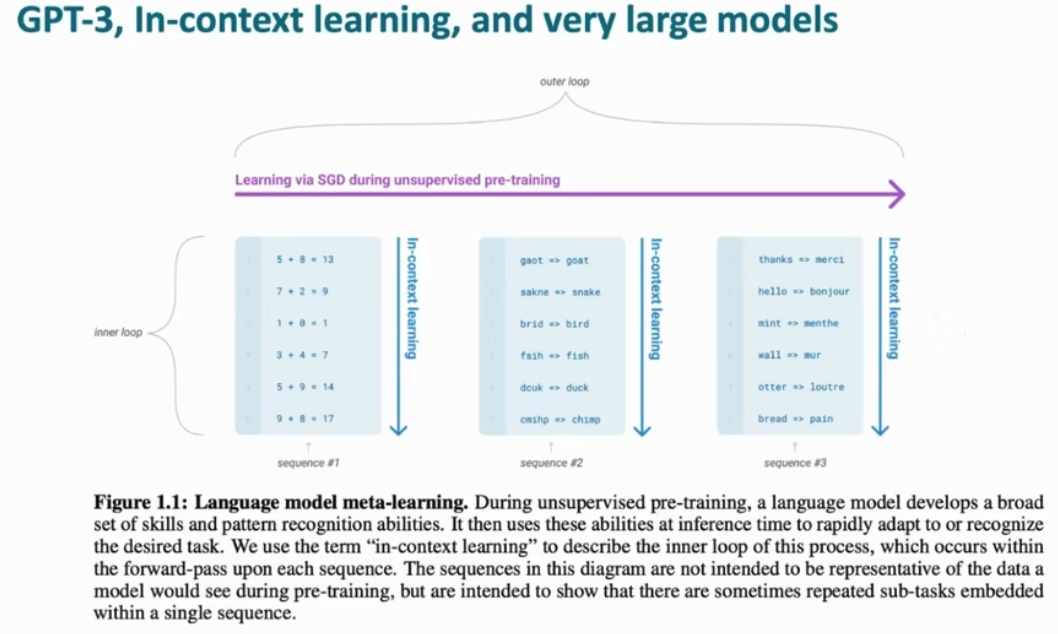 GPT-3, In-context learning, and very large models
outer loop
Learning via SGD during unsupervised pre-training
inner loop
5 + 8 = 13
7 + 2 = 9
1 + 0 = 1
3 + 4 = 7
5 + 9 = 14
9 + 8 = 17
In-context learning
sequence #1
gaot => goat
sakne => snake
brid => bird
fsih => fish
dcuk => duck
cmihp => chimp
In-context learning
sequence #2
thanks => merci
hello => bonjour
mint => menthe
wall => mur
otter => loutre
bread => pain
In-context learning
sequence #3
Figure 1.1: Language model meta-learning. During unsupervised pre-training, a language model develops a broad
set of skills and pattern recognition abilities. It then uses these abilities at inference time to rapidly adapt to or recognize
the desired task. We use the term “in-context learning” to describe the inner loop of this process, which occurs within
the forward-pass upon each sequence. The sequences in this diagram are not intended to be representative of the data a
model would see during pre-training, but are intended to show that there are sometimes repeated sub-tasks embedded
within a single sequence.